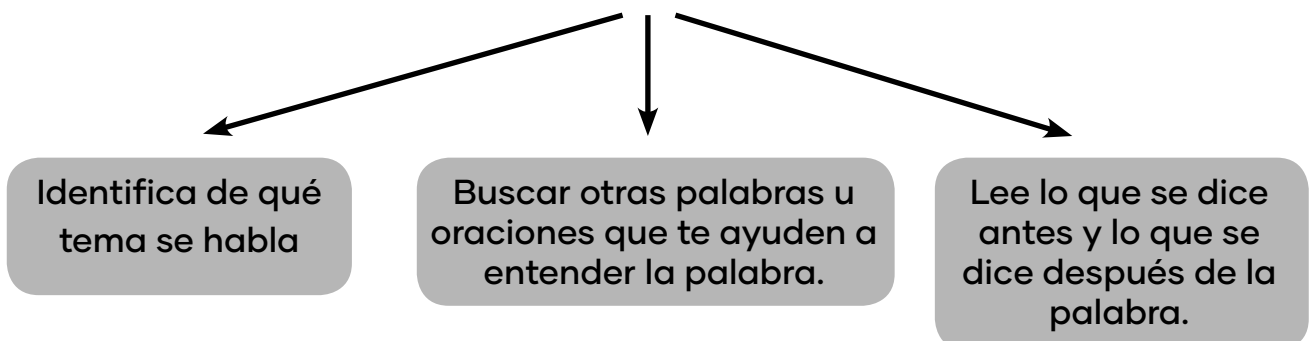 Identifica de qué
tema se habla
Buscar otras palabras u
oraciones que te ayuden a
entender la palabra.
Lee lo que se dice
antes y lo que se
dice después de la
palabra.